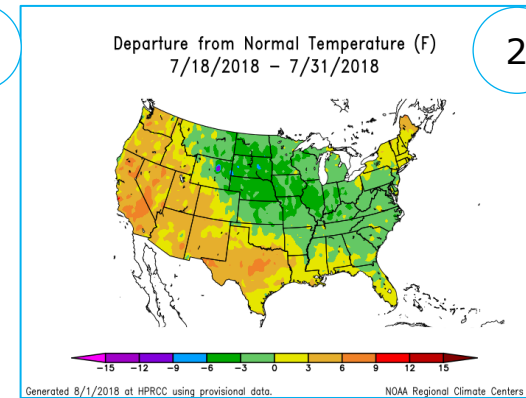 Departure from Normal Temperature (F)
7/18/2018 – 7/31/2018
2
-15 -12 -9 -6 -3 0 3 6 9 12 15
Generated 8/1/2018 at HPRCC using provisional data. NOAA Regional Climate Centers